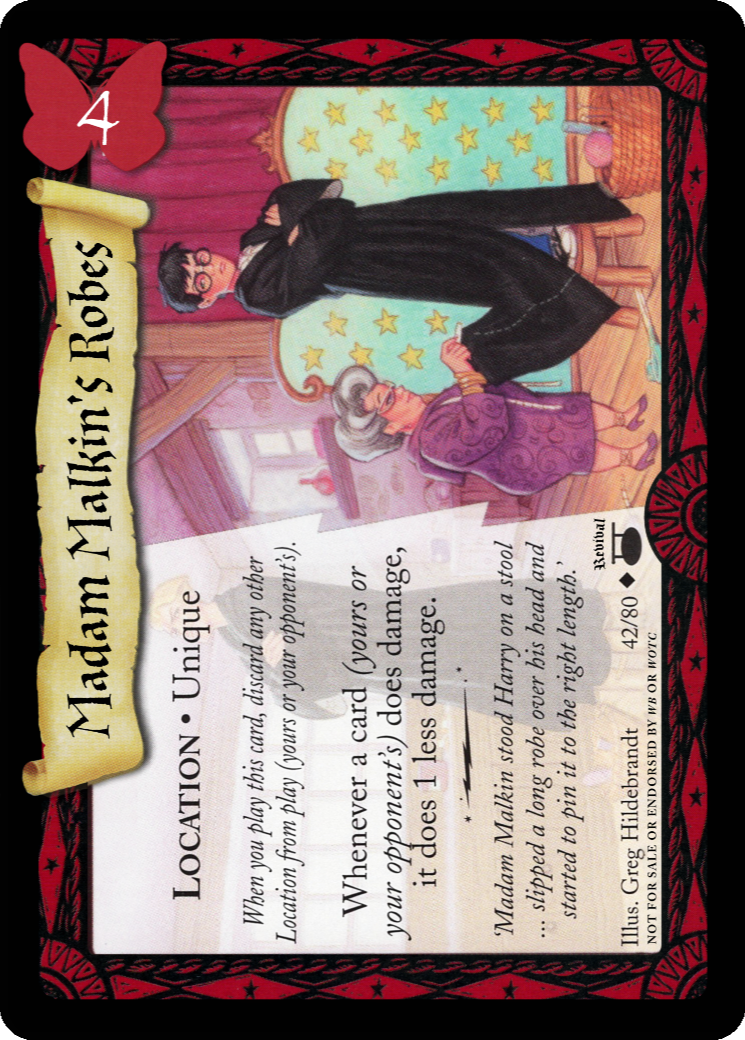 4
Madam Malkin's Robes
LOCATION • Unique
When you play this card, discard any other
Location from play (yours or your opponent's).
Whenever a card (yours or
your opponent's) does damage,
it does 1 less damage.
'Madam Malkin stood Harry on a stool
... slipped a long robe over his head and
started to pin it to the right length.'
Revival
Illus. Greg Hildebrandt 42/80
NOT FOR SALE OR ENDORSED BY WB OR WOTC